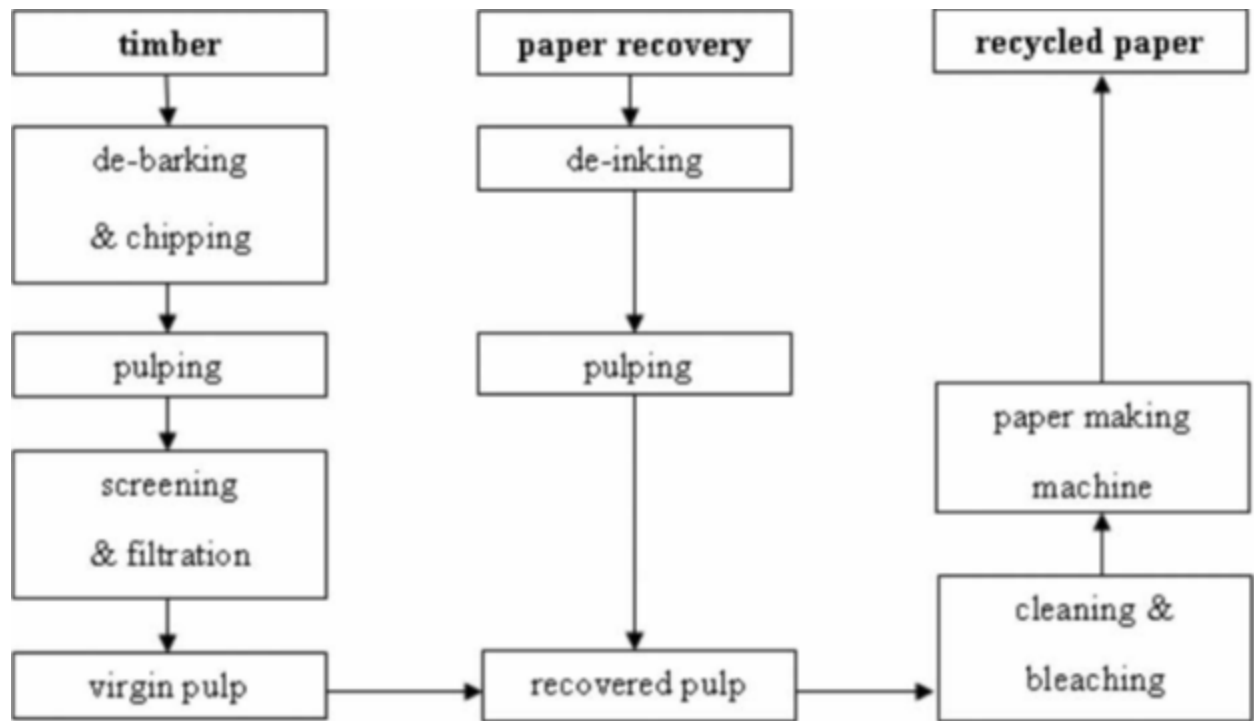 timber
de-barking
& chipping
pulping
screening
& filtration
virgin pulp
paper recovery
de-inking
pulping
recovered pulp
recycled paper
paper making
machine
cleaning &
bleaching